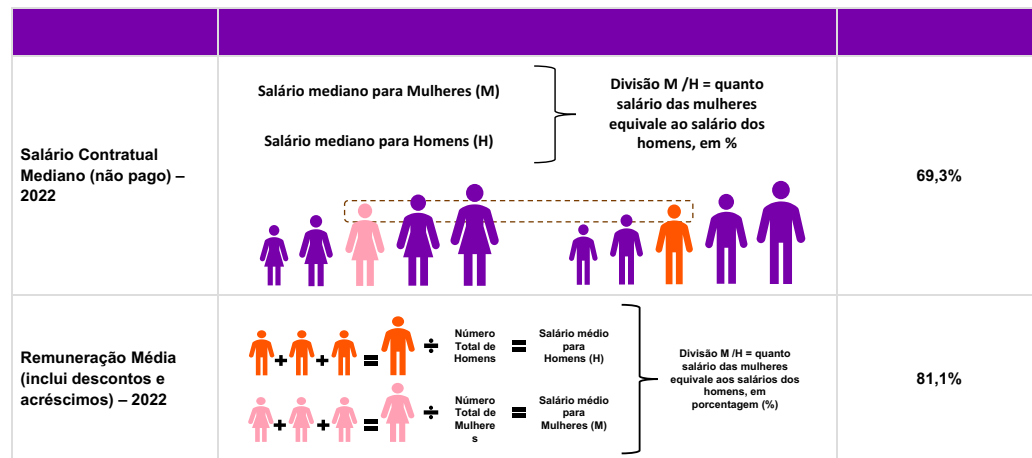 Salário mediano para Mulheres (M)
Salário mediano para Homens (H)
Divisão M /H = quanto
salário das mulheres
equivale ao salário dos
homens, em %
Salário Contratual
Mediano (não pago) –
2022
69,3%
Remuneração Média
(inclui descontos e
acréscimos) – 2022
+ + = ÷
Número
Total de
Homens
=
Salário médio
para
Homens (H)
+ + = ÷
Número
Total de
Mulhere
s
=
Salário médio
para
Mulheres (M)
Divisão M /H = quanto
salário das mulheres
equivale aos salários dos
homens, em
porcentagem (%)
81,1%